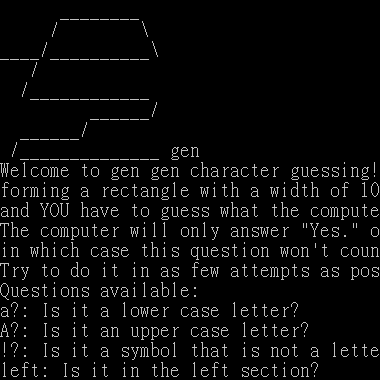 gen
Welcome to gen gen character guessing!
forming a rectangle with a width of 10
and YOU have to guess what the compute
The computer will only answer "Yes." o
in which case this question won't coun
Try to do it in as few attempts as pos
Questions available:
a?: Is it a lower case letter?
A?: Is it an upper case letter?
!?: Is it a symbol that is not a lette
left: Is it in the left section?